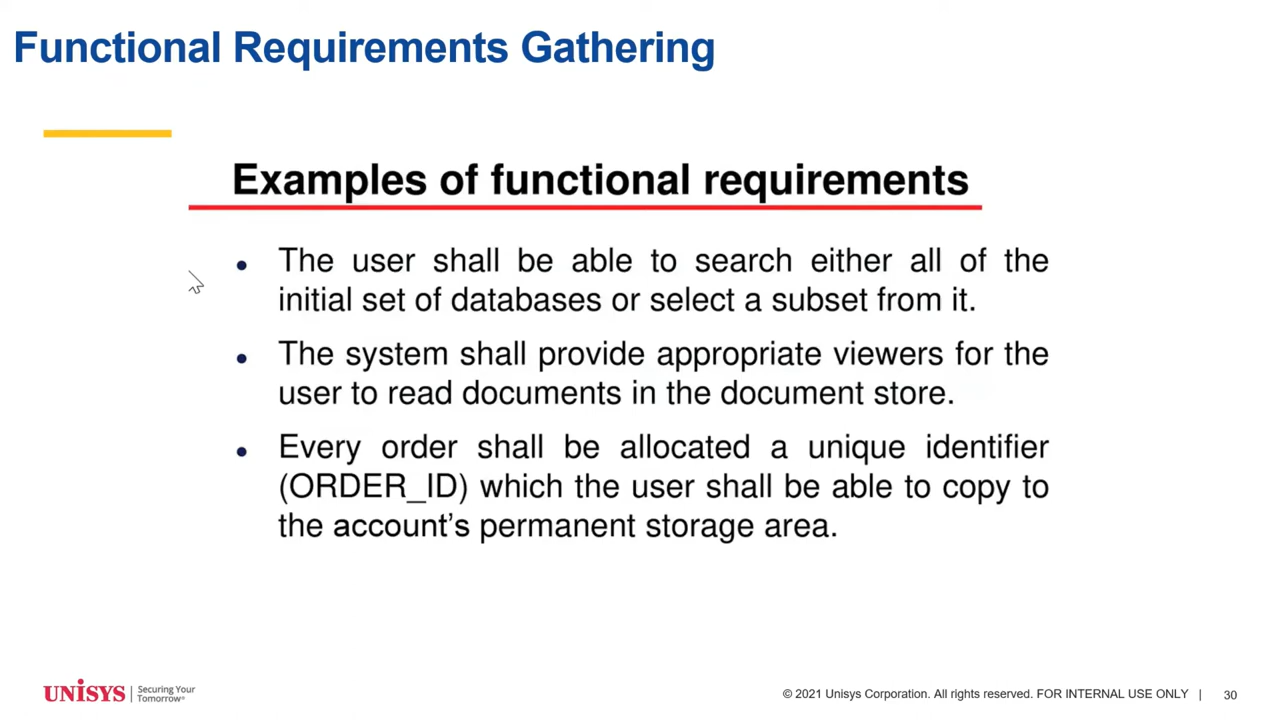 Functional Requirements Gathering
Examples of functional requirements
• The user shall be able to search either all of the
initial set of databases or select a subset from it.
• The system shall provide appropriate viewers for the
user to read documents in the document store.
• Every order shall be allocated a unique identifier
(ORDER_ID) which the user shall be able to copy to
the account’s permanent storage area.
UNISYS | Securing Your
Tomorrow®
© 2021 Unisys Corporation. All rights reserved. FOR INTERNAL USE ONLY | 30